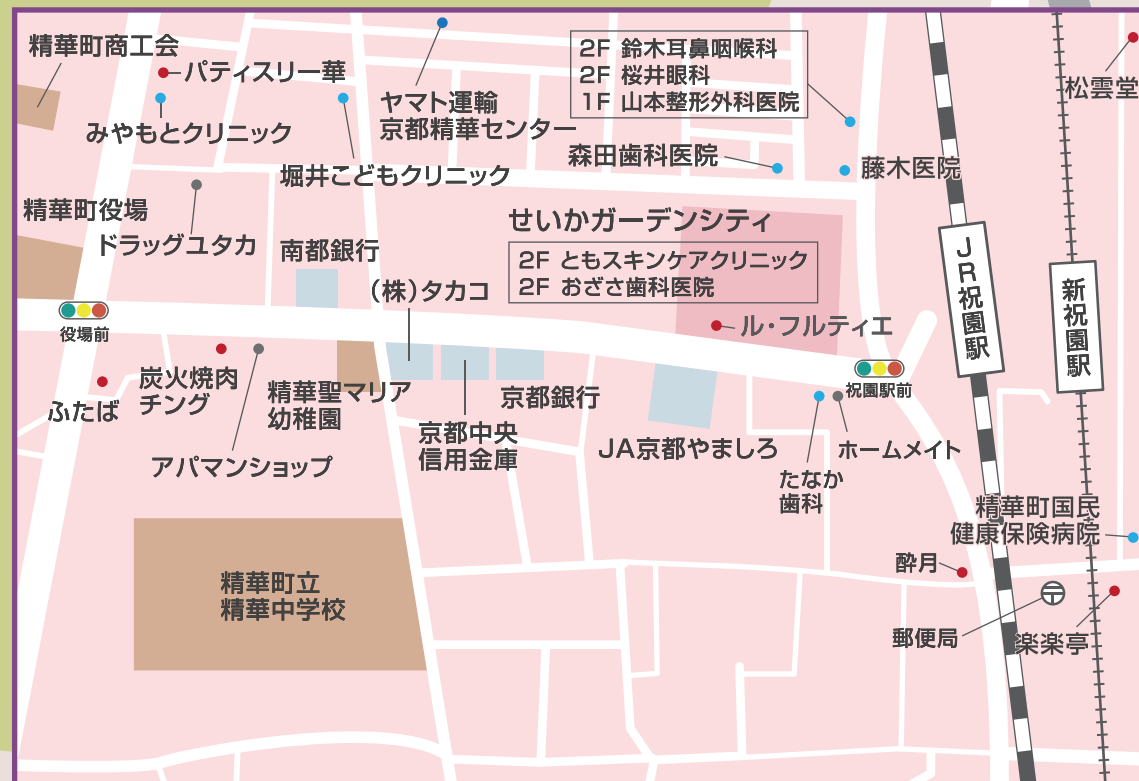 精華町商工会
パティスリー華
みやもとクリニック
ヤマト運輸
京都精華センター
2F 鈴木耳鼻咽喉科
2F 桜井眼科
1F 山本整形外科医院
松雲堂
堀井こどもクリニック
森田歯科医院
藤木医院
精華町役場
ドラッグユタカ
南都銀行
(株)タカコ
せいかガーデンシティ
2F ともスキンケアクリニック
2F おざさ歯科医院
ル・フルティエ
JR祝園駅
新祝園駅
役場前
祝園駅前
ふたば
炭火焼肉
チング
精華聖マリア
幼稚園
アパマンショップ
京都中央
信用金庫
京都銀行
JA京都やましろ
たなか
歯科
ホームメイト
精華町国民
健康保険病院
精華町立
精華中学校
酔月
郵便局
楽楽亭